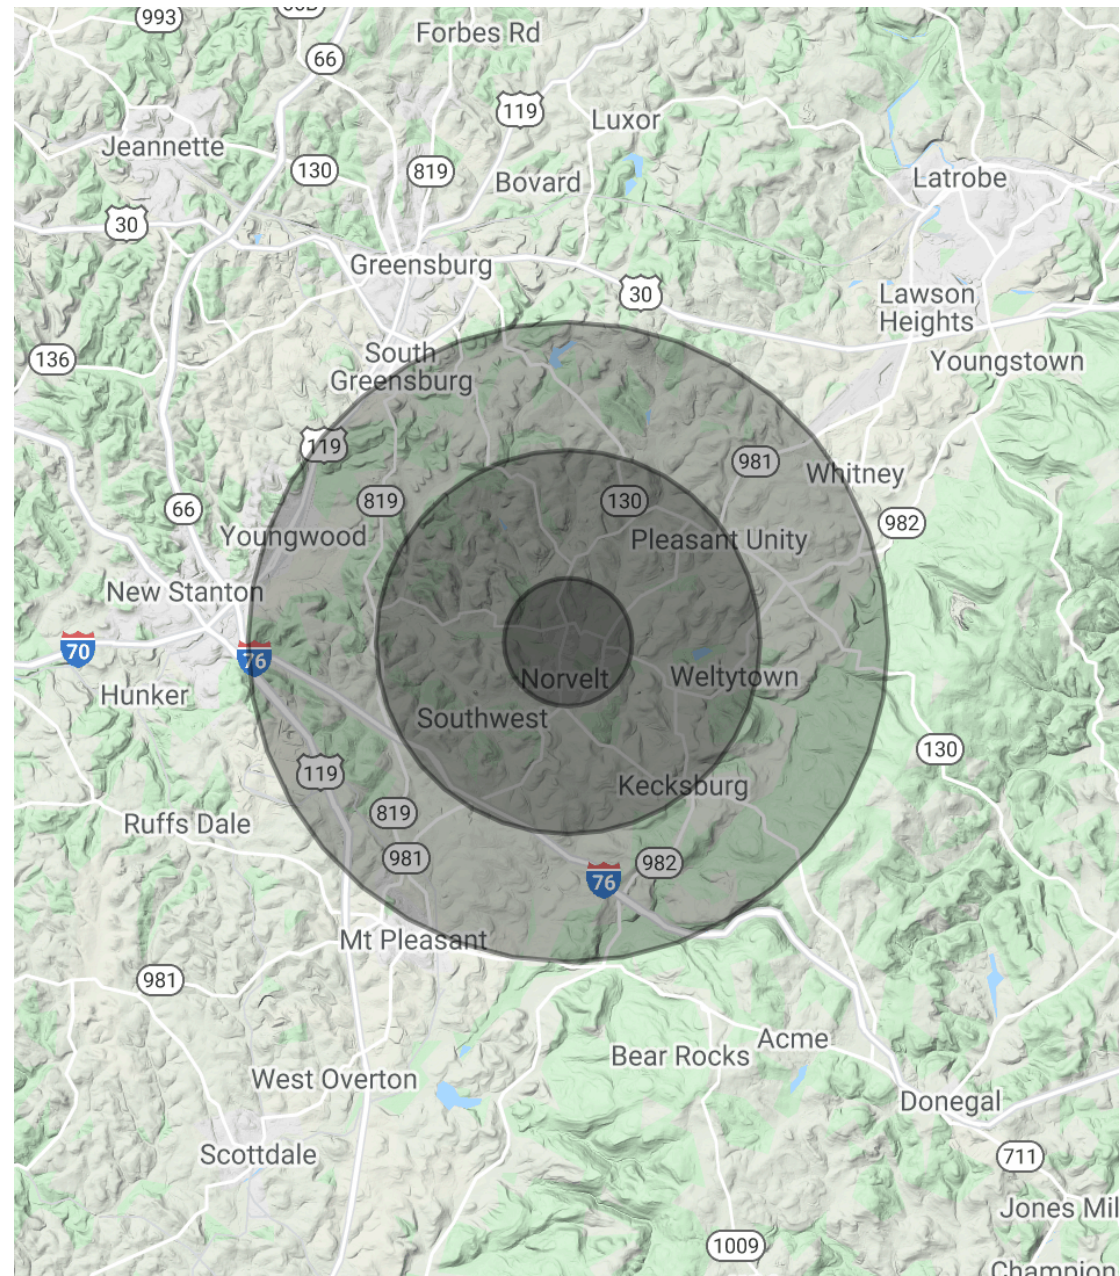 993
66
Forbes Rd
119
Luxor
Jeannette
130
819
Bovard
Latrobe
30
Greensburg
30
Lawson
Heights
136
South
Greensburg
Youngstown
119
981
Whitney
819
130
66
982
Youngwood
Pleasant Unity
New Stanton
70
76
Norvelt
Weltytown
Hunker
Southwest
130
119
Kecksburg
819
Ruffs Dale
981
982
76
Mt Pleasant
981
Acme
Bear Rocks
West Overton
Donegal
Scottdale
711
Jones Mil
1009
Champion